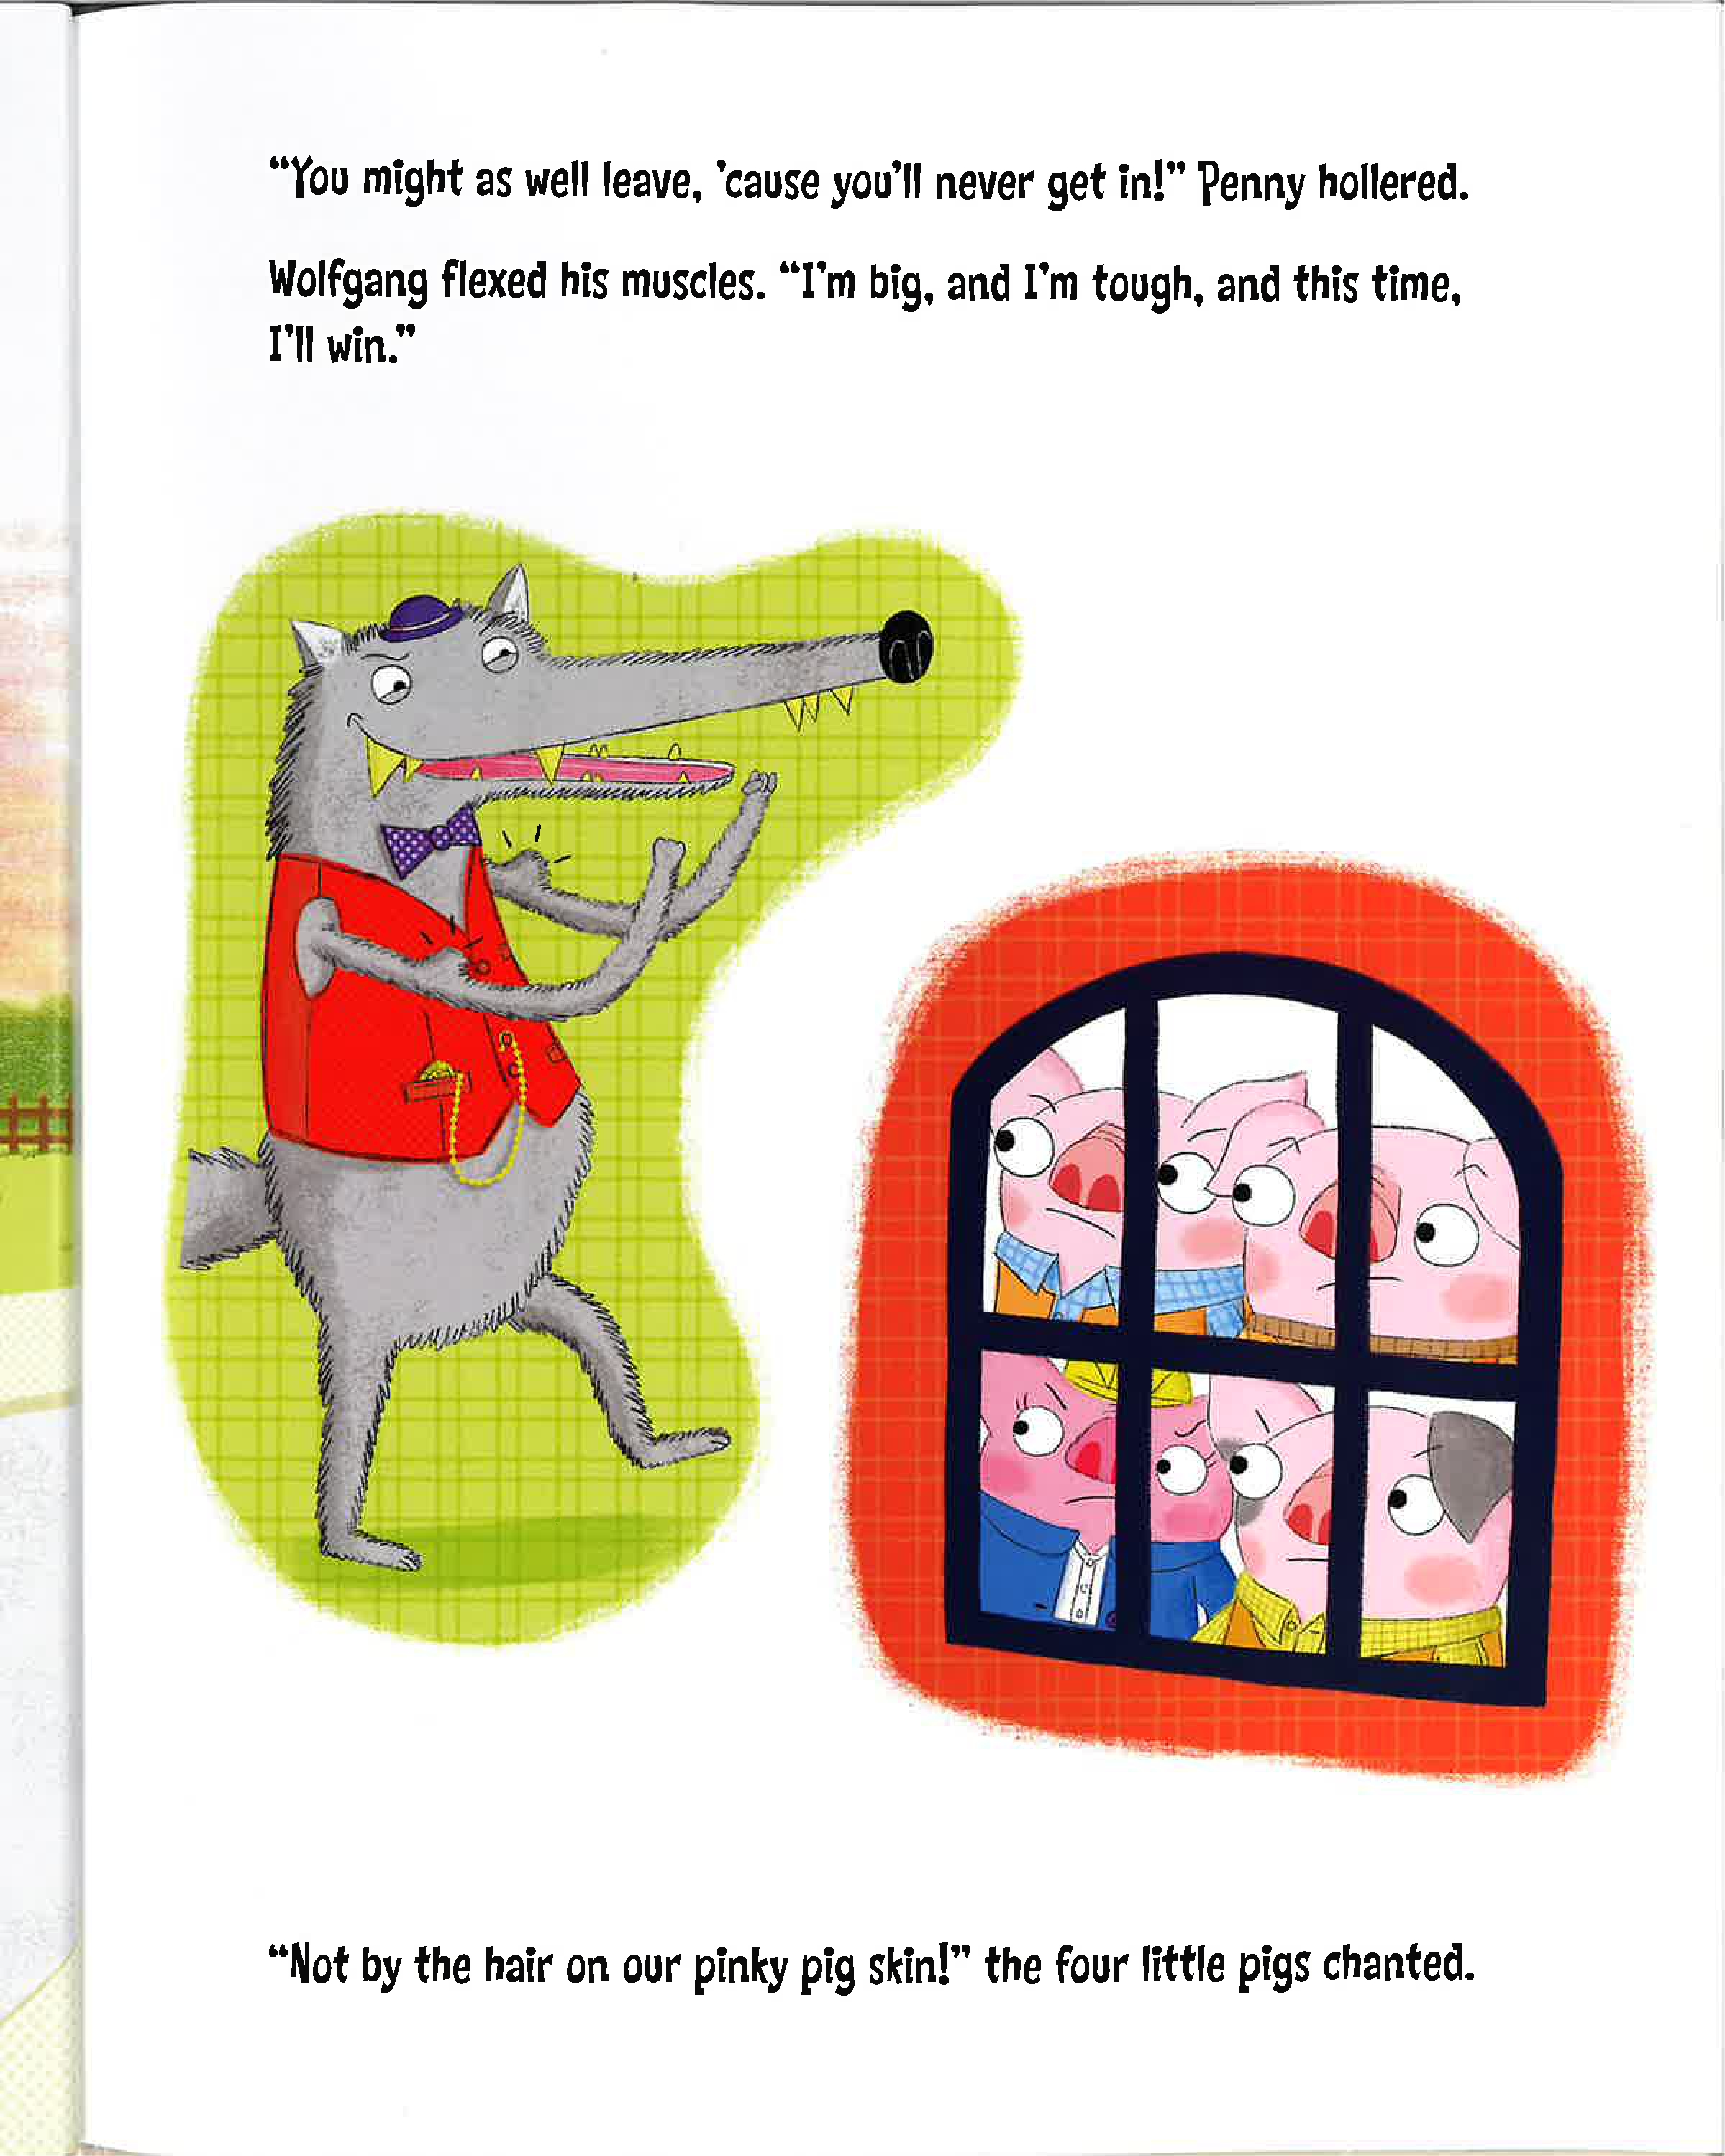 “You might as well leave, ’cause you’ll never get in!” Penny hollered.
Wolfgang flexed his muscles. “I’m big, and I’m tough, and this time,
I’ll win.”
“Not by the hair on our pinky pig skin!” the four little pigs chanted.